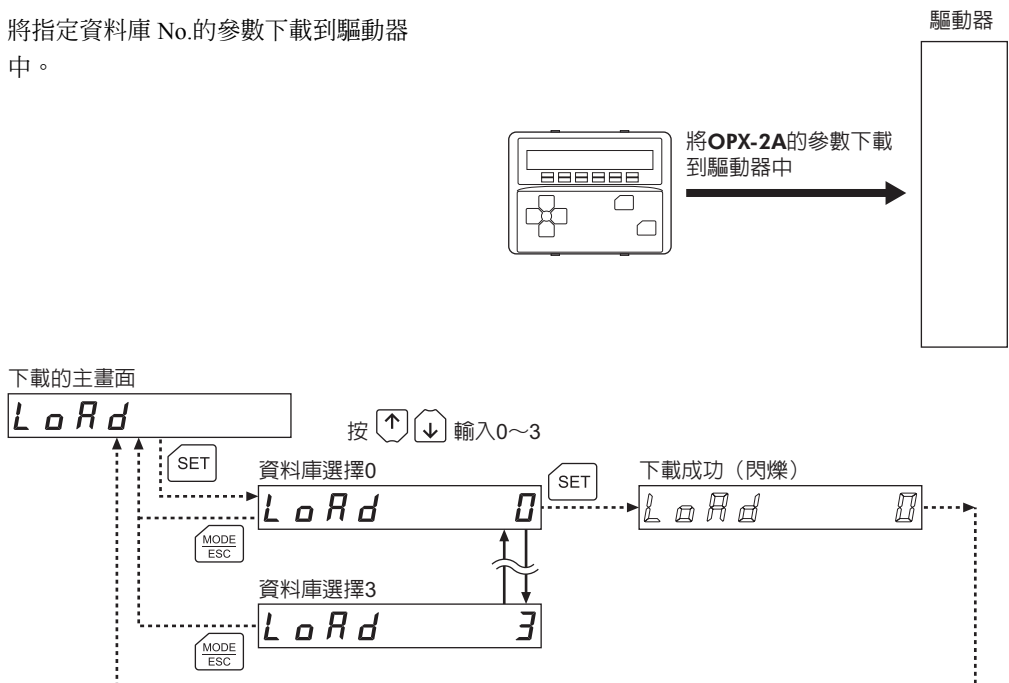 將指定資料庫 No.的參數下載到驅動器
中。
驅動器
將OPX-2A的參數下載
到驅動器中
下載的主畫面
LoAd
按 ↑ ↓ 輸入0～3
SET
資料庫選擇0
LoAd 0
SET
下載成功（閃爍）
LoAd 0
MODE
ESC
資料庫選擇3
LoAd 3
MODE
ESC